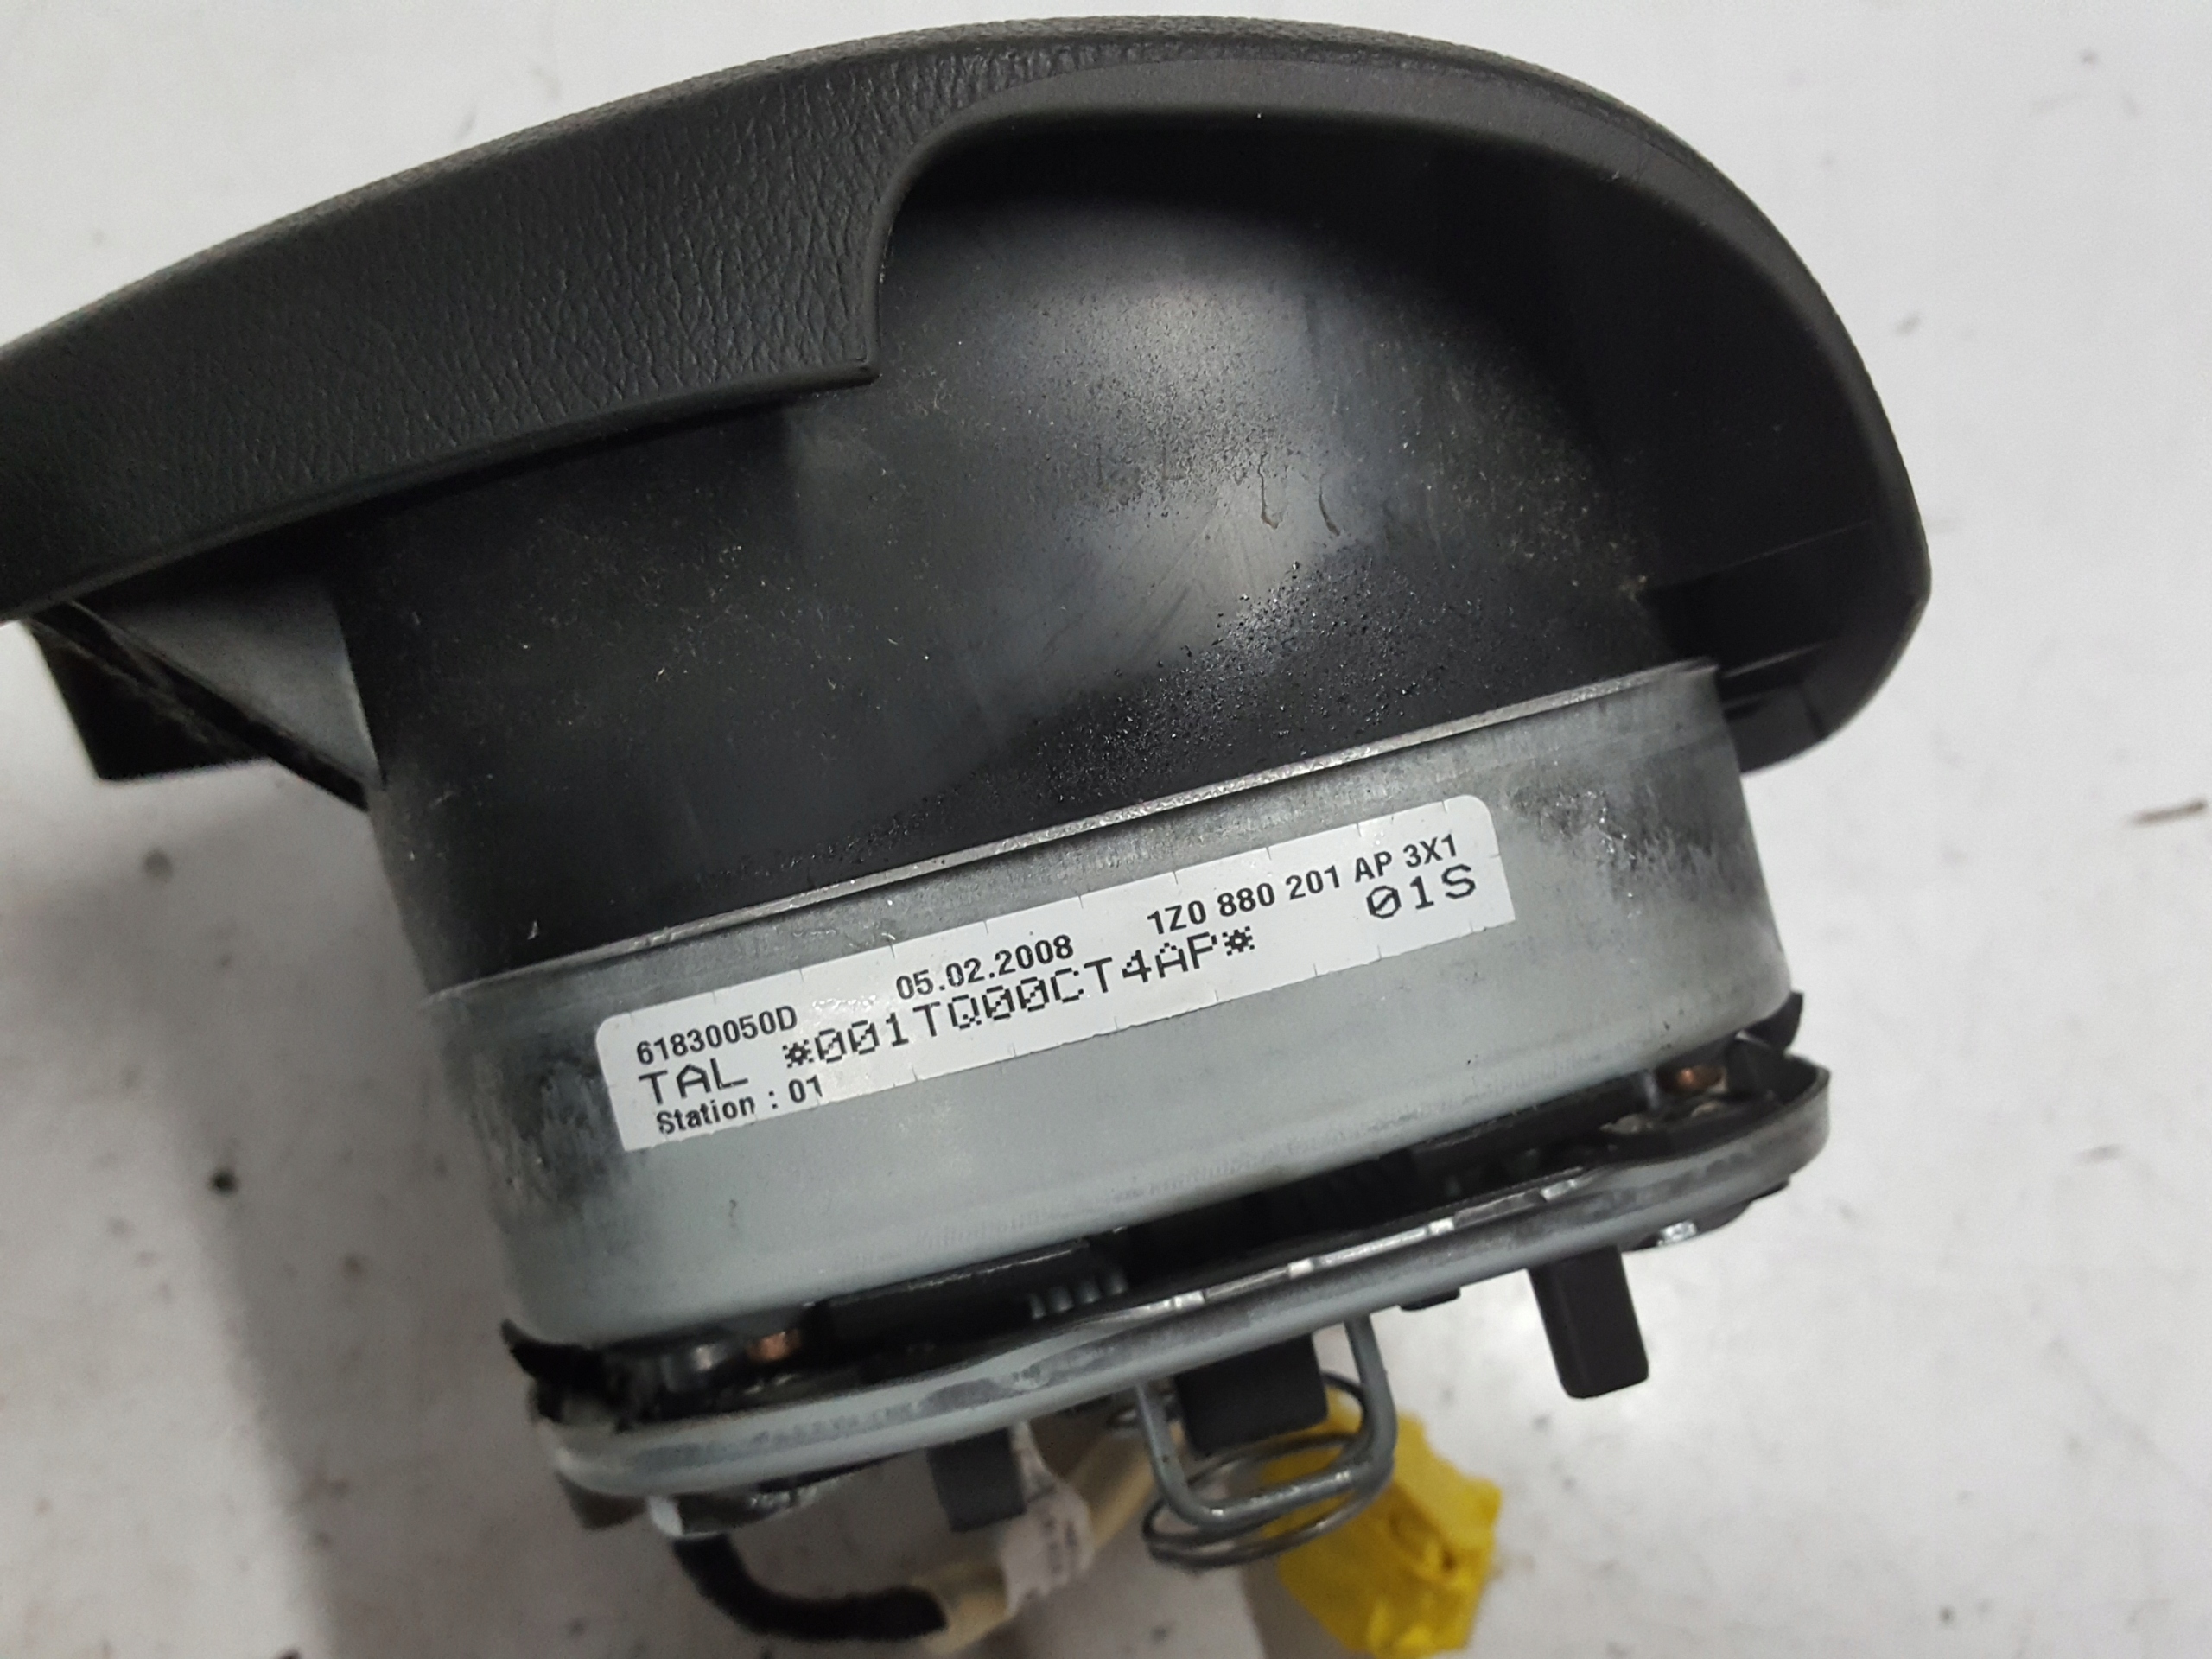 61830050D 05.02.2008 1Z0 880 201 AP 3X1
TAL *001TQ00CT4AP* 01S
Station : 01